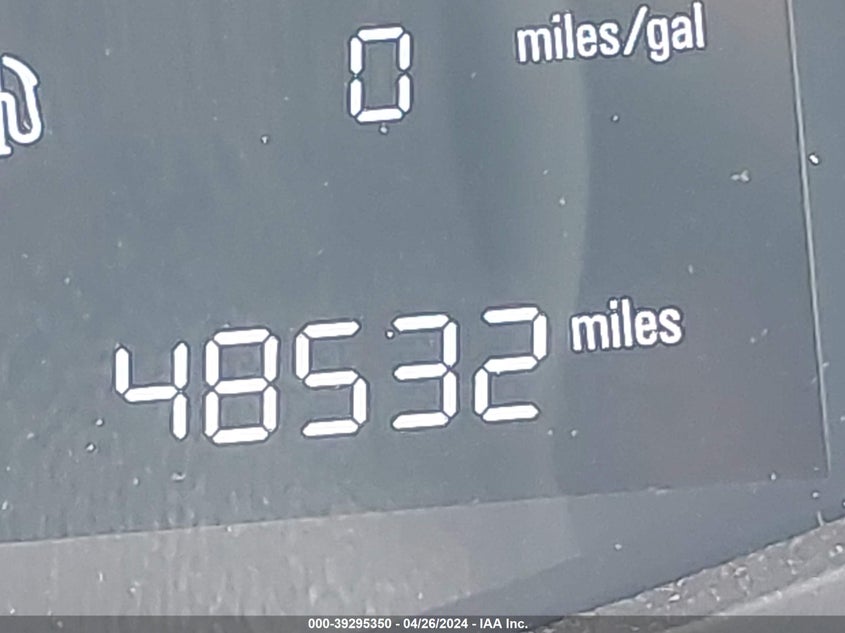 0 miles/gal
48532 miles
000-39295350 - 04/26/2024 - IAA Inc.